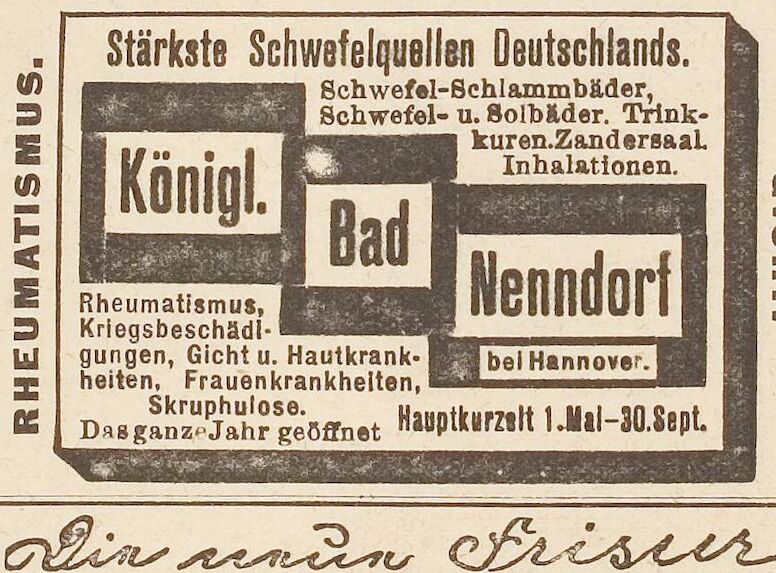 RHEUMATISMUS.
Stärkste Schwefelquellen Deutschlands.
Schwefel-Schlammbäder,
Schwefel- u. Solbäder. Trink-
kuren. Zandersaal.
Inhalationen.
Königl.
Bad
Nenndorf
bei Hannover.
Rheumatismus,
Kriegsbeschädi-
gungen, Gicht u. Hautkrank-
heiten, Frauenkrankheiten,
Skruphulose.
Das ganze Jahr geöffnet
Hauptkurzeit 1.Mai-30.Sept.
Die neue Frisur